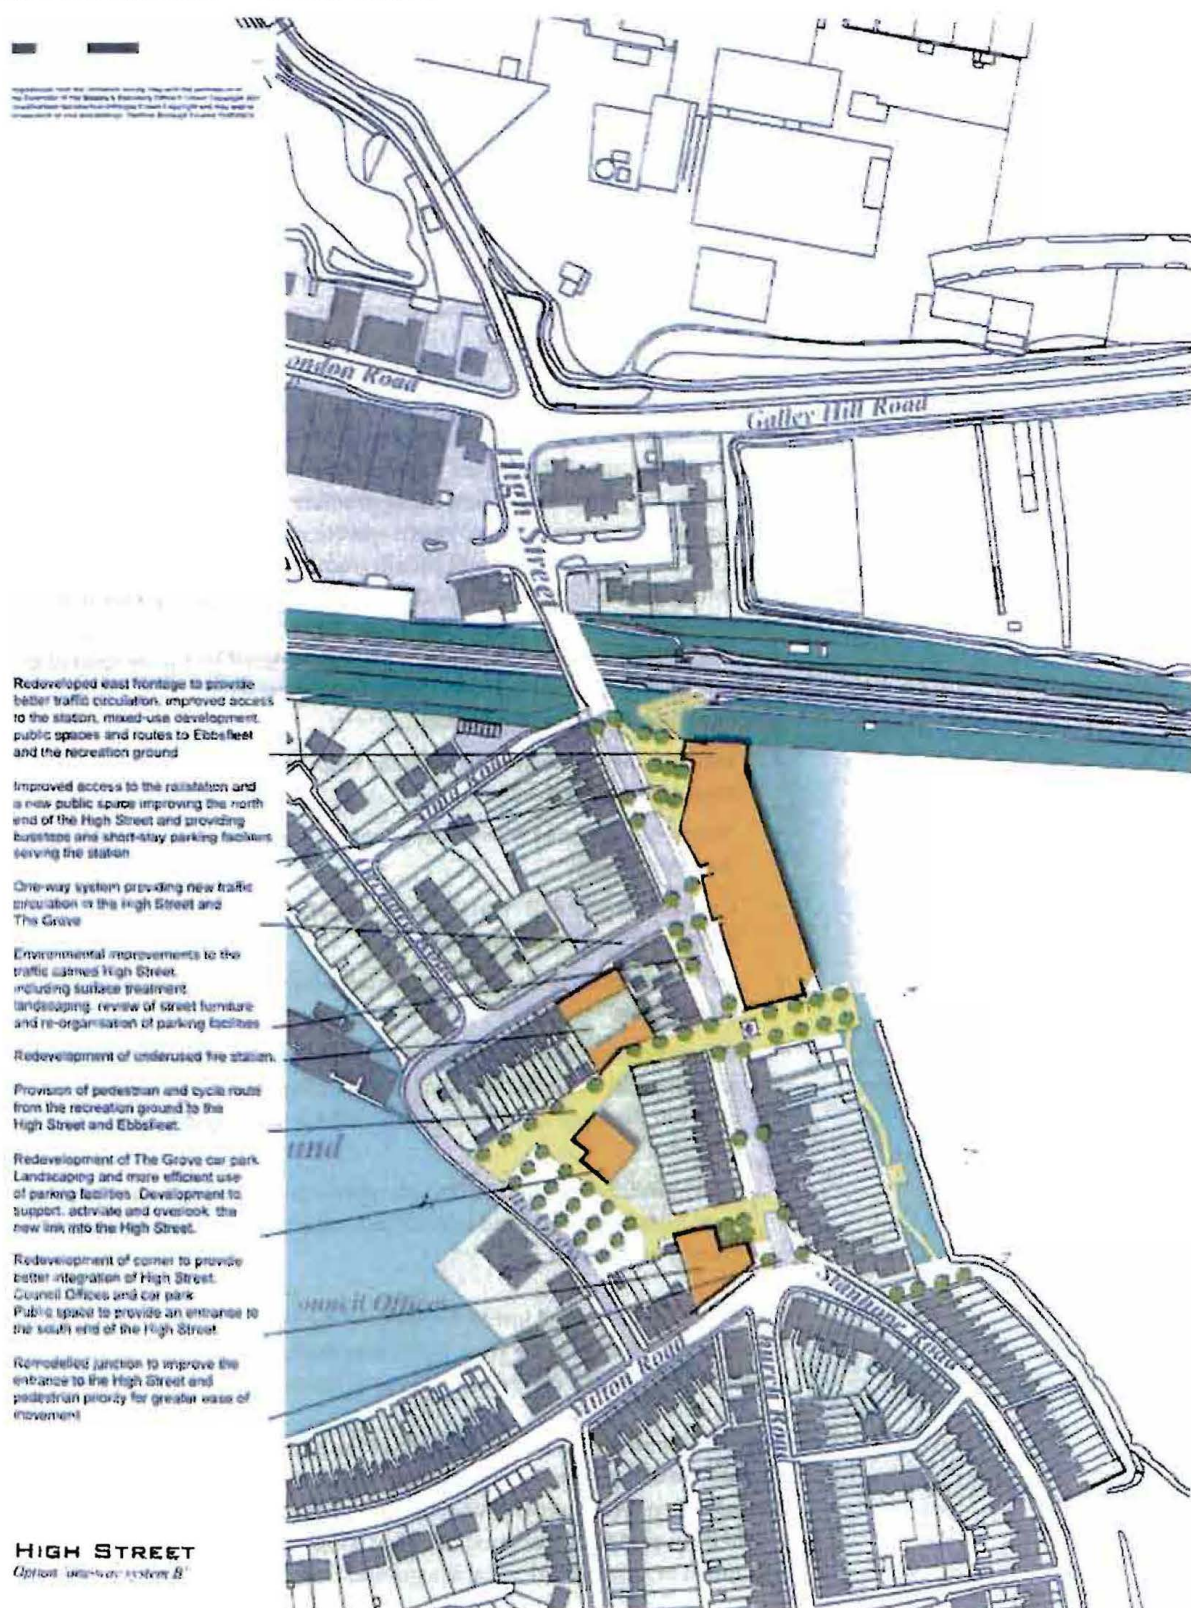 Redeveloped east frontage to provide
better traffic circulation, improved access
to the station, mixed-use development,
public spaces and routes to Ebbsfleet
and the recreation ground
Improved access to the railstation and
a new public space improving the north
end of the High Street and providing
busstops and short-stay parking facilities
serving the station
One-way system providing new traffic
circulation in the High Street and
The Grove
Environmental improvements to the
traffic calmed High Street,
including surface treatment,
landscaping, review of street furniture
and re-organisation of parking facilities
Redevelopment of underused fire station.
Provision of pedestrian and cycle route
from the recreation ground to the
High Street and Ebbsfleet.
Redevelopment of The Grove car park.
Landscaping and more efficient use
of parking facilities. Development to
support, activate and overlook the
new link into the High Street.
Redevelopment of corner to provide
better integration of High Street,
Council Offices and car park
Public space to provide an entrance to
the south end of the High Street
Remodelled junction to improve the
entrance to the High Street and
pedestrian priority for greater ease of
movement
HIGH STREET
Option 'one-way system B'
ondon Road
Galley Hill Road
High Street
Road
und
ouncil Offices
Milton Road
Stanhope Road
Road